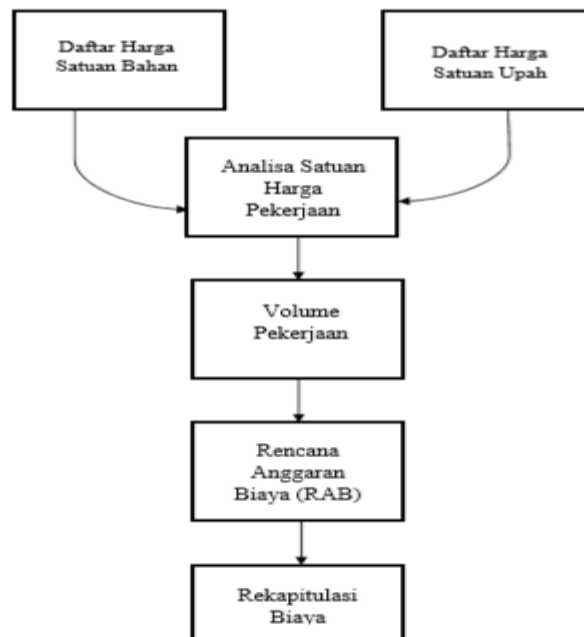 Daftar Harga
Satuan Bahan
Daftar Harga
Satuan Upah
Analisa Satuan
Harga
Pekerjaan
Volume
Pekerjaan
Rencana
Anggaran
Biaya (RAB)
Rekapitulasi
Biaya